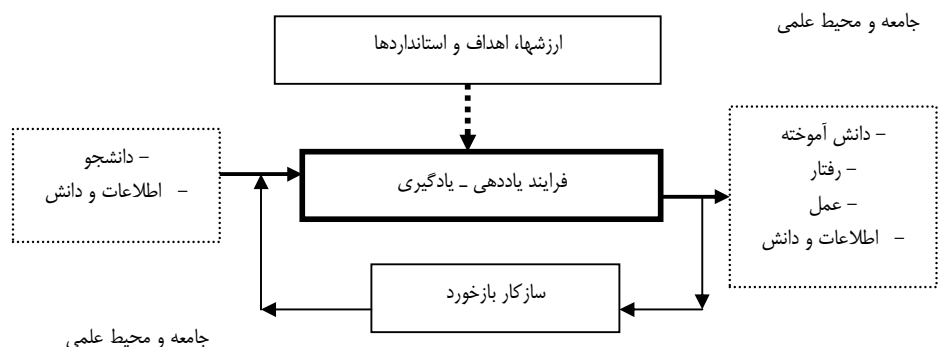 جامعه و محیط علمی
ارزشها، اهداف و استانداردها
- دانش آموخته
- رفتار
- عمل
- اطلاعات و دانش
فرایند یاددهی ـ یادگیری
- دانشجو
- اطلاعات و دانش
سازکار بازخورد
جامعه و محیط علمی